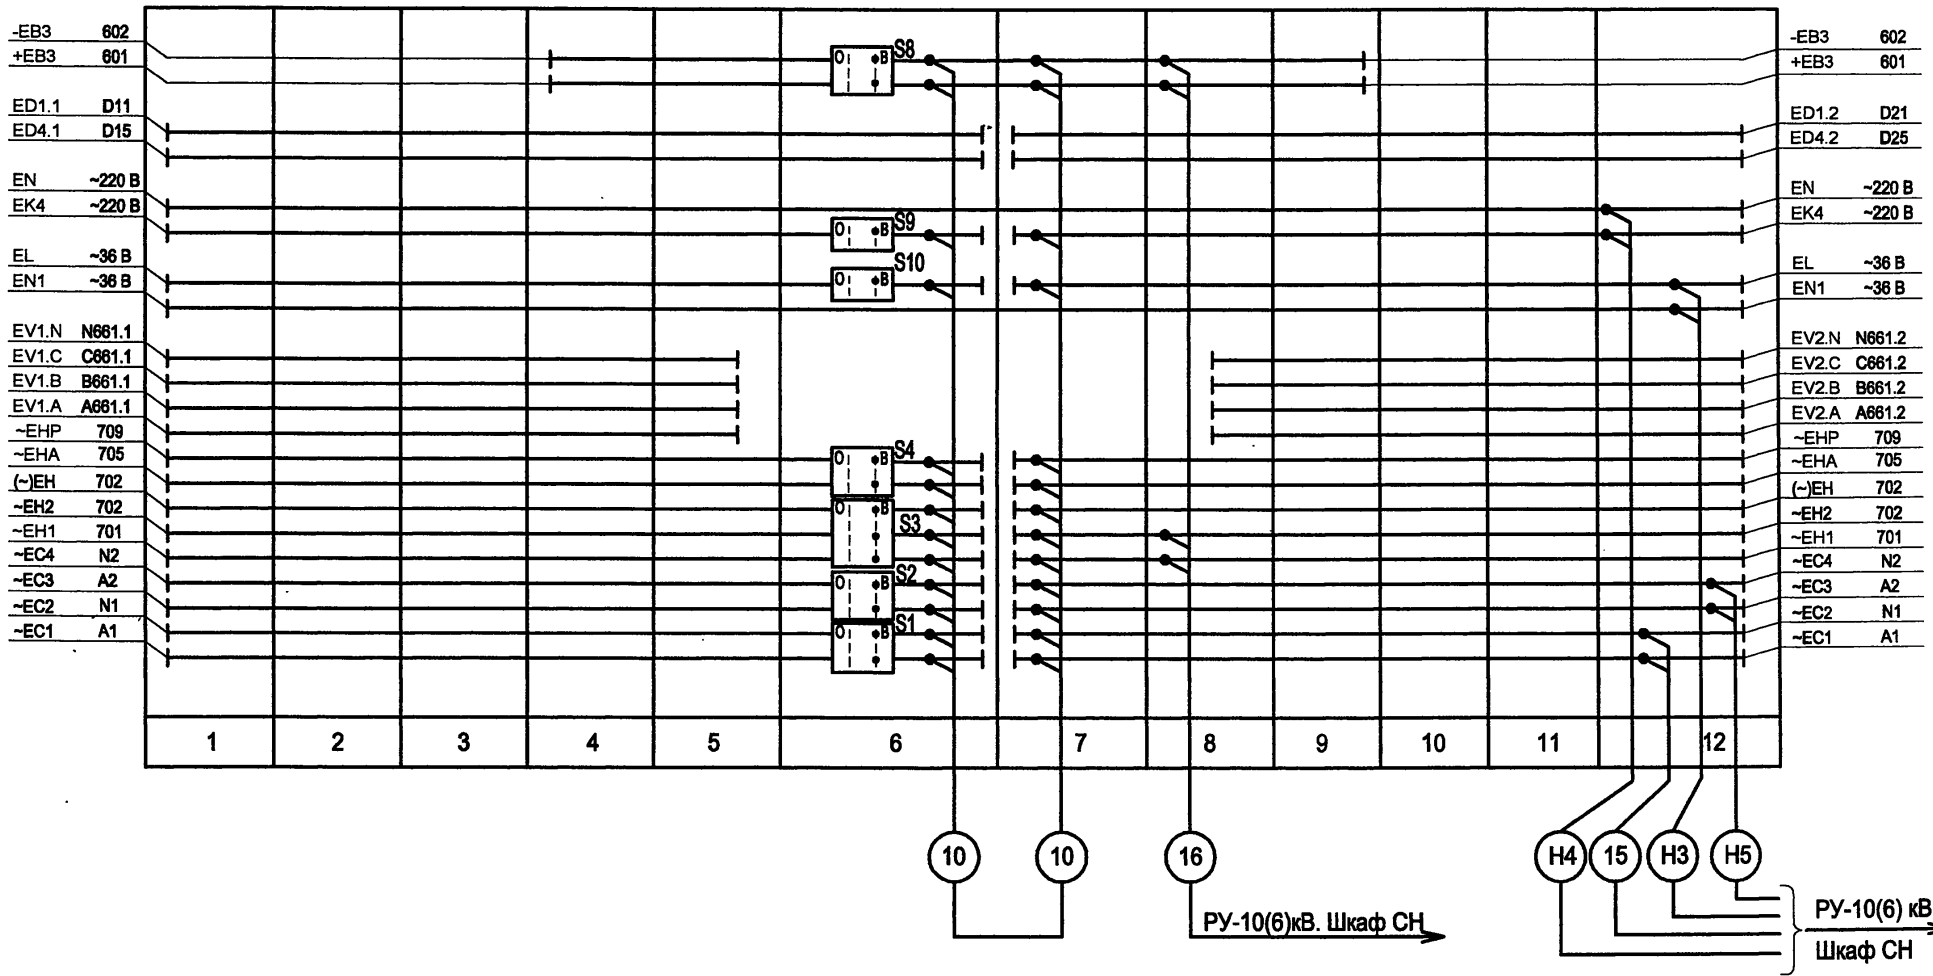 -EB3 602
+EB3 601
ED1.1 D11
ED4.1 D15
EN ~220 В
EK4 ~220 В
EL ~36 В
EN1 ~36 В
EV1.N N661.1
EV1.C C661.1
EV1.B B661.1
EV1.A A661.1
~EHP 709
~EHA 705
(~)EH 702
~EH2 702
~EH1 701
~EC4 N2
~EC3 A2
~EC2 N1
~EC1 A1
O В S8
O В S9
O В S10
O В S4
O В S3
O В S2
O В S1
-EB3 602
+EB3 601
ED1.2 D21
ED4.2 D25
EN ~220 В
EK4 ~220 В
EL ~36 В
EN1 ~36 В
EV2.N N661.2
EV2.C C661.2
EV2.B B661.2
EV2.A A661.2
~EHP 709
~EHA 705
(~)EH 702
~EH2 702
~EH1 701
~EC4 N2
~EC3 A2
~EC2 N1
~EC1 A1
1 2 3 4 5 6 7 8 9 10 11 12
10 10 16 Н4 15 Н3 Н5
РУ-10(6)кВ. Шкаф СН
РУ-10(6) кВ
Шкаф СН